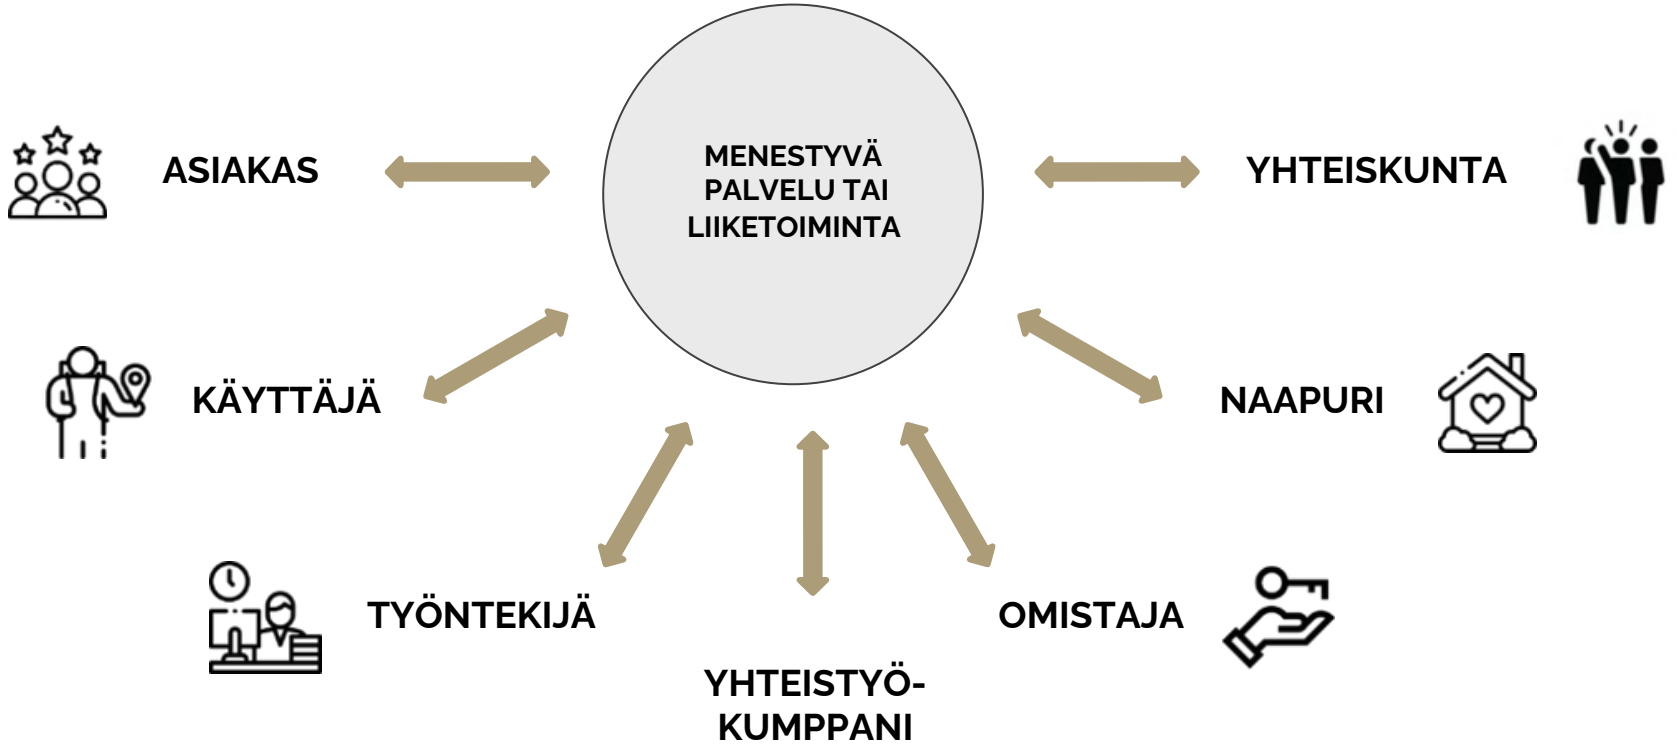 MENESTYVÄ
PALVELU TAI
LIIKETOIMINTA
ASIAKAS
YHTEISKUNTA
KÄYTTÄJÄ
NAAPURI
TYÖNTEKIJÄ
OMISTAJA
YHTEISTYÖ-
KUMPPANI